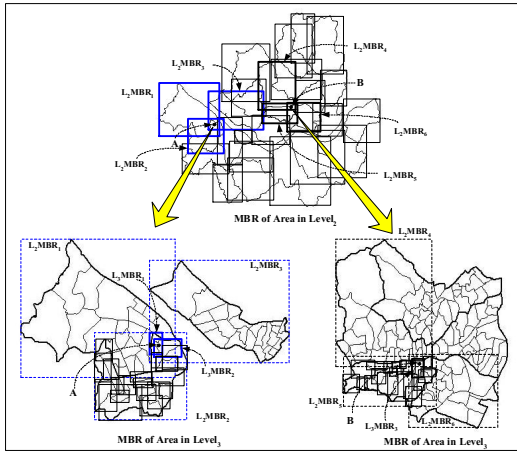 L₂MBR₄
L₂MBR₃
B
L₂MBR₁
L₂MBR₆
A
L₂MBR₂
L₂MBR₅
MBR of Area in Level₂
L₂MBR₄
L₂MBR₁
L₃MBR₁
L₂MBR₃
L₃MBR₂
A
L₂MBR₅
L₂MBR₂
B
L₃MBR₃
L₂MBR₆
MBR of Area in Level₃
MBR of Area in Level₃